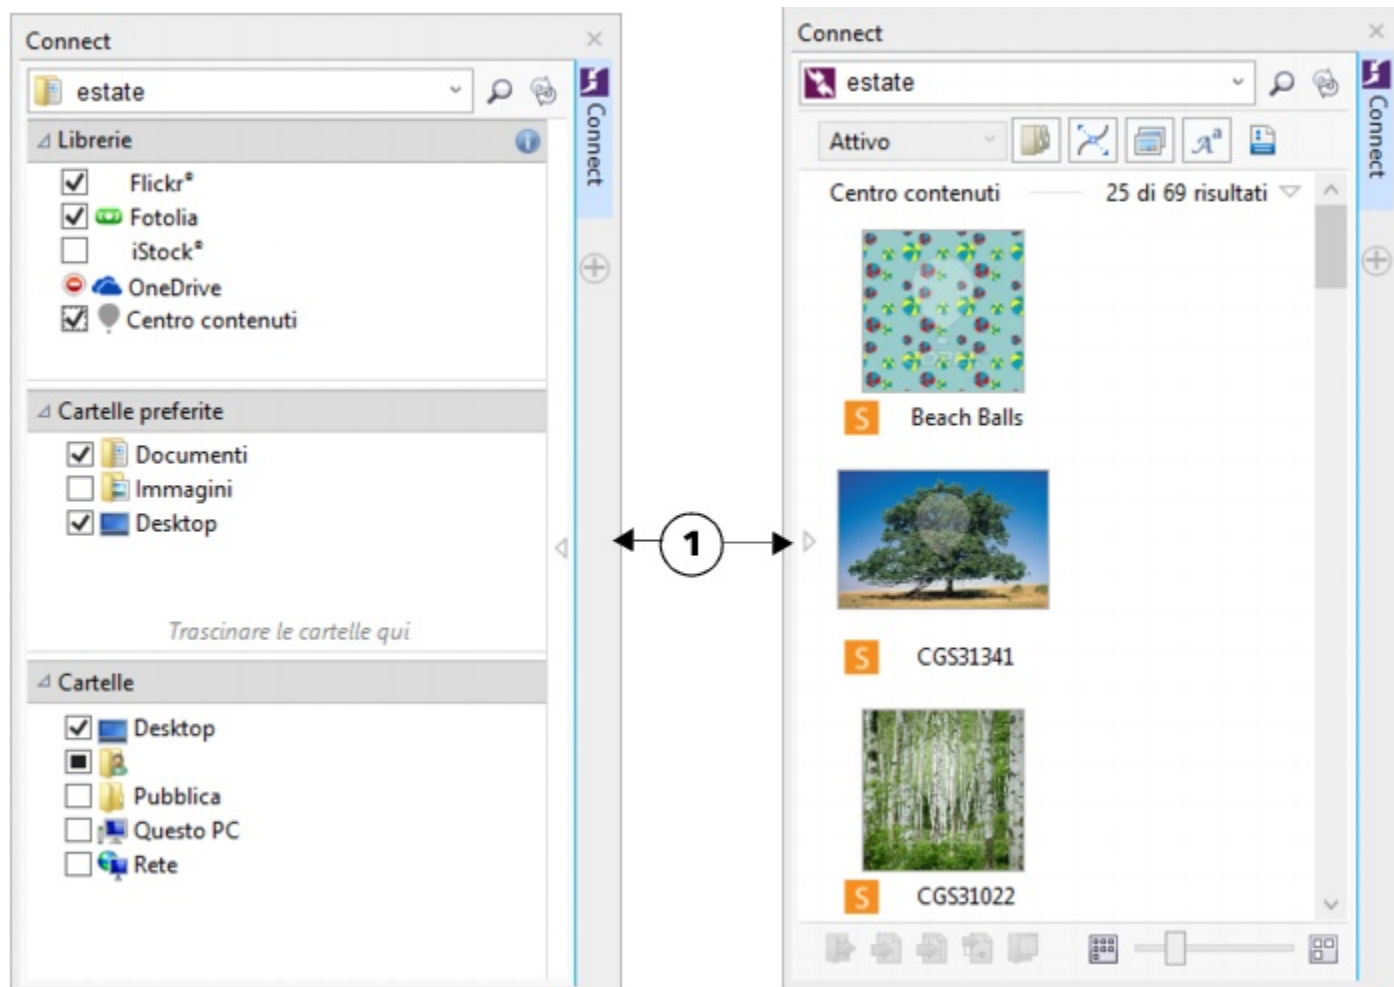 Connect
estate
Librerie
Flickr®
Fotolia
iStock®
OneDrive
Centro contenuti
Cartelle preferite
Documenti
Immagini
Desktop
Trascinare le cartelle qui
Cartelle
Desktop
Pubblica
Questo PC
Rete
Connect
1
Connect
estate
Attivo
Centro contenuti
25 di 69 risultati
S Beach Balls
S CGS31341
S CGS31022
Connect